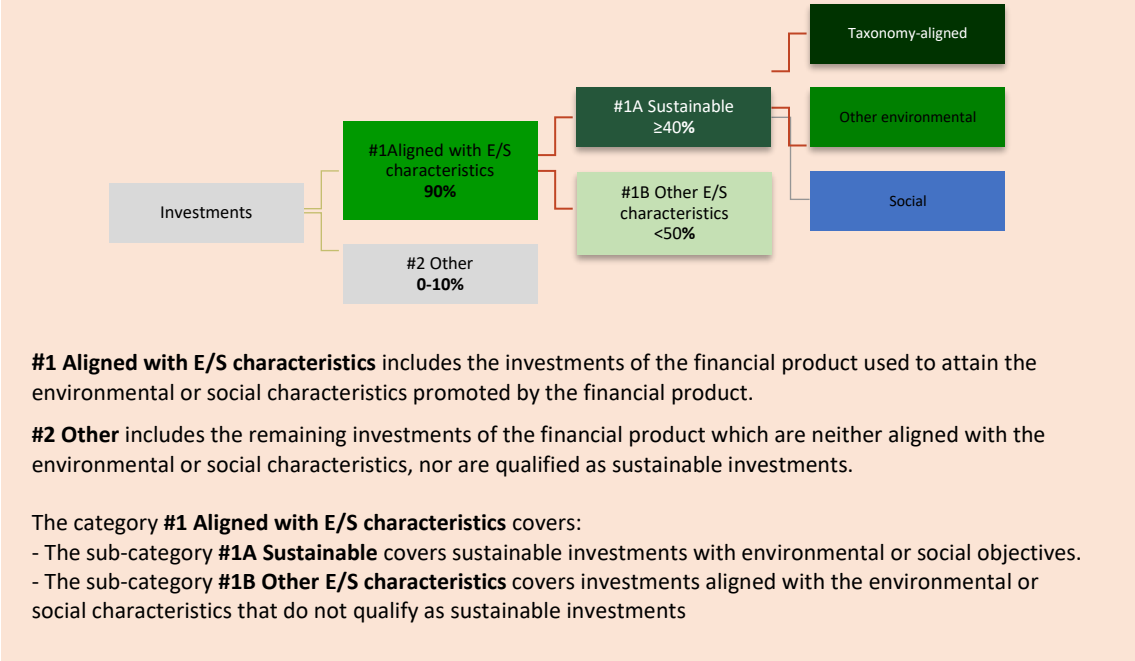 Taxonomy-aligned
#1A Sustainable
≥40%
Other environmental
#1Aligned with E/S
characteristics
90%
#1B Other E/S
characteristics
<50%
Social
Investments
#2 Other
0-10%
#1 Aligned with E/S characteristics includes the investments of the financial product used to attain the
environmental or social characteristics promoted by the financial product.
#2 Other includes the remaining investments of the financial product which are neither aligned with the
environmental or social characteristics, nor are qualified as sustainable investments.
The category #1 Aligned with E/S characteristics covers:
- The sub-category #1A Sustainable covers sustainable investments with environmental or social objectives.
- The sub-category #1B Other E/S characteristics covers investments aligned with the environmental or
social characteristics that do not qualify as sustainable investments